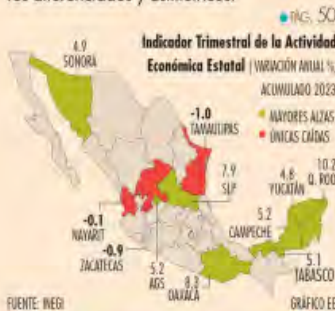 PÁG. 50
Indicador Trimestral de la Actividad
Económica Estatal (VARIACIÓN ANUAL %,
ACUMULADO 2023
MAYORES ALZAS
ÚNICAS CAÍDAS
4.9
SONORA
-1.0
TAMAULIPAS
7.9
SLP
10.2
Q. ROO
4.8
YUCATÁN
5.2
CAMPECHE
-0.1
NAYARIT
-0.9
ZACATECAS
5.2
AGS
8.3
OAXACA
5.1
TABASCO
FUENTE: INEGI
GRÁFICO EE